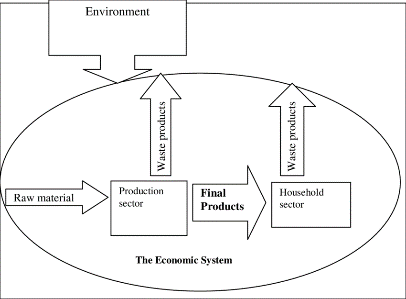 Environment
Waste products
Waste products
Raw material
Production
sector
Final
Products
Household
sector
The Economic System